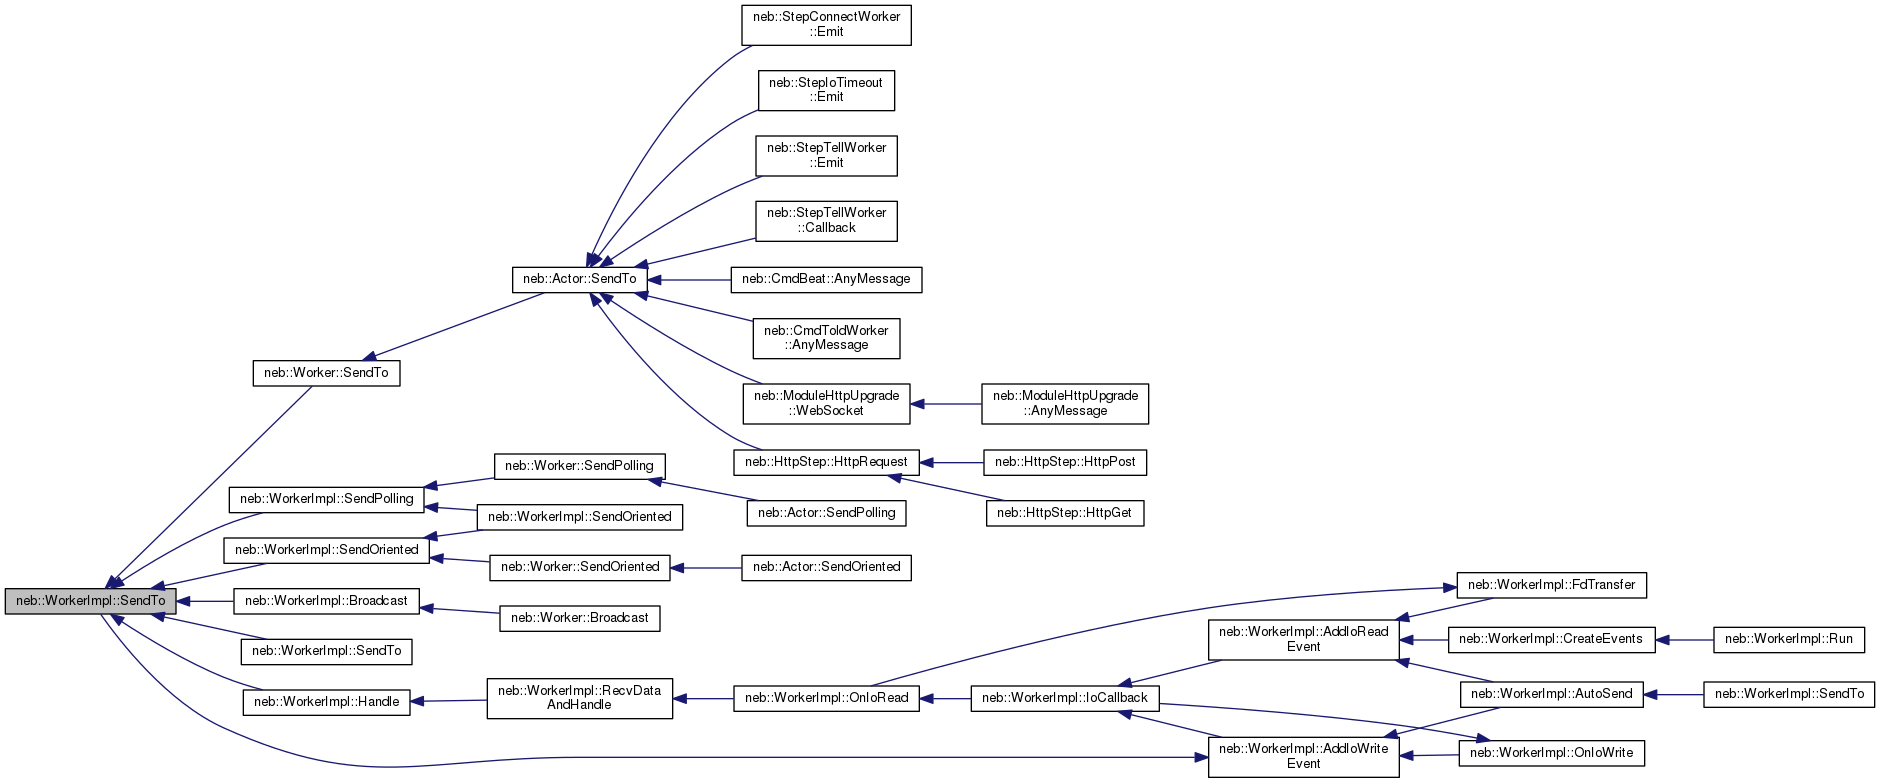 neb::StepConnectWorker
::Emit
neb::StepIoTimeout
::Emit
neb::StepTellWorker
::Emit
neb::StepTellWorker
::Callback
neb::Actor::SendTo
neb::CmdBeat::AnyMessage
neb::CmdToldWorker
::AnyMessage
neb::Worker::SendTo
neb::ModuleHttpUpgrade
::WebSocket
neb::ModuleHttpUpgrade
::AnyMessage
neb::HttpStep::HttpRequest
neb::HttpStep::HttpPost
neb::HttpStep::HttpGet
neb::Worker::SendPolling
neb::WorkerImpl::SendPolling
neb::Actor::SendPolling
neb::WorkerImpl::SendOriented
neb::WorkerImpl::SendOriented
neb::Worker::SendOriented
neb::Actor::SendOriented
neb::WorkerImpl::SendTo
neb::WorkerImpl::Broadcast
neb::Worker::Broadcast
neb::WorkerImpl::SendTo
neb::WorkerImpl::Handle
neb::WorkerImpl::RecvData
AndHandle
neb::WorkerImpl::OnIoRead
neb::WorkerImpl::IoCallback
neb::WorkerImpl::AddIoRead
Event
neb::WorkerImpl::FdTransfer
neb::WorkerImpl::CreateEvents
neb::WorkerImpl::Run
neb::WorkerImpl::AutoSend
neb::WorkerImpl::SendTo
neb::WorkerImpl::AddIoWrite
Event
neb::WorkerImpl::OnIoWrite